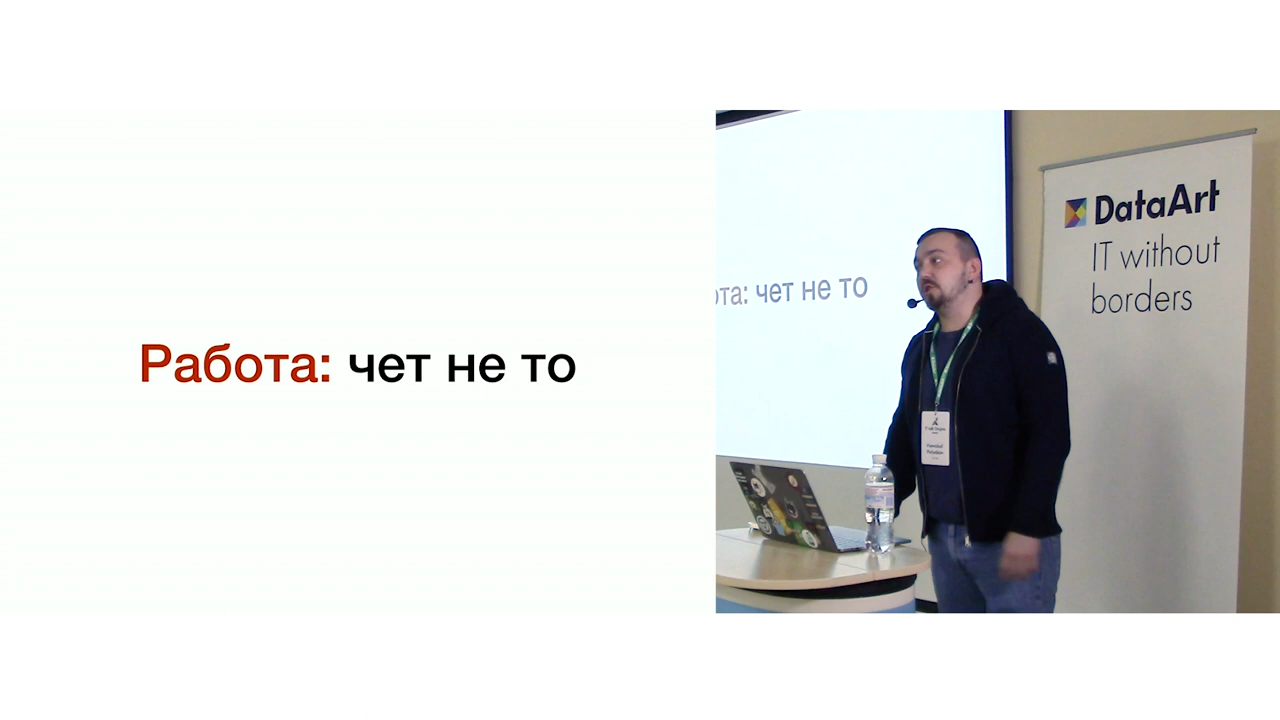 Работа: чет не то
ота: чет не то
DataArt
IT without
borders